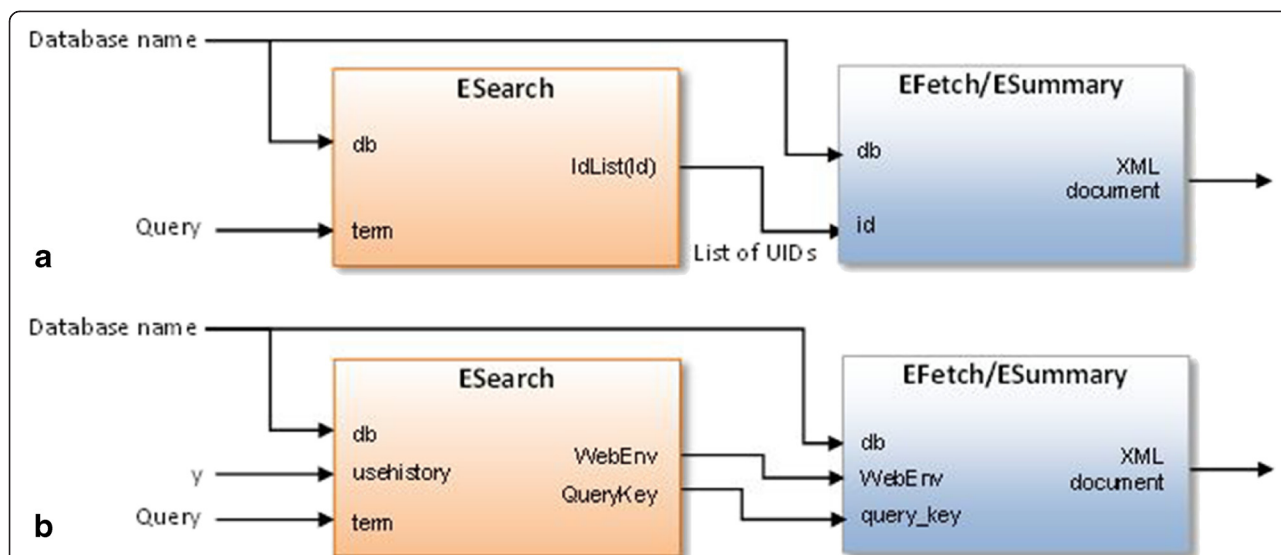 Database name
ESearch
EFetch/ESummary
db
IdList(Id)
db
XML
document
Query
term
id
List of UIDs
a
Database name
ESearch
EFetch/ESummary
db
y
usehistory
WebEnv
QueryKey
db
WebEnv
XML
document
Query
term
query_key
b